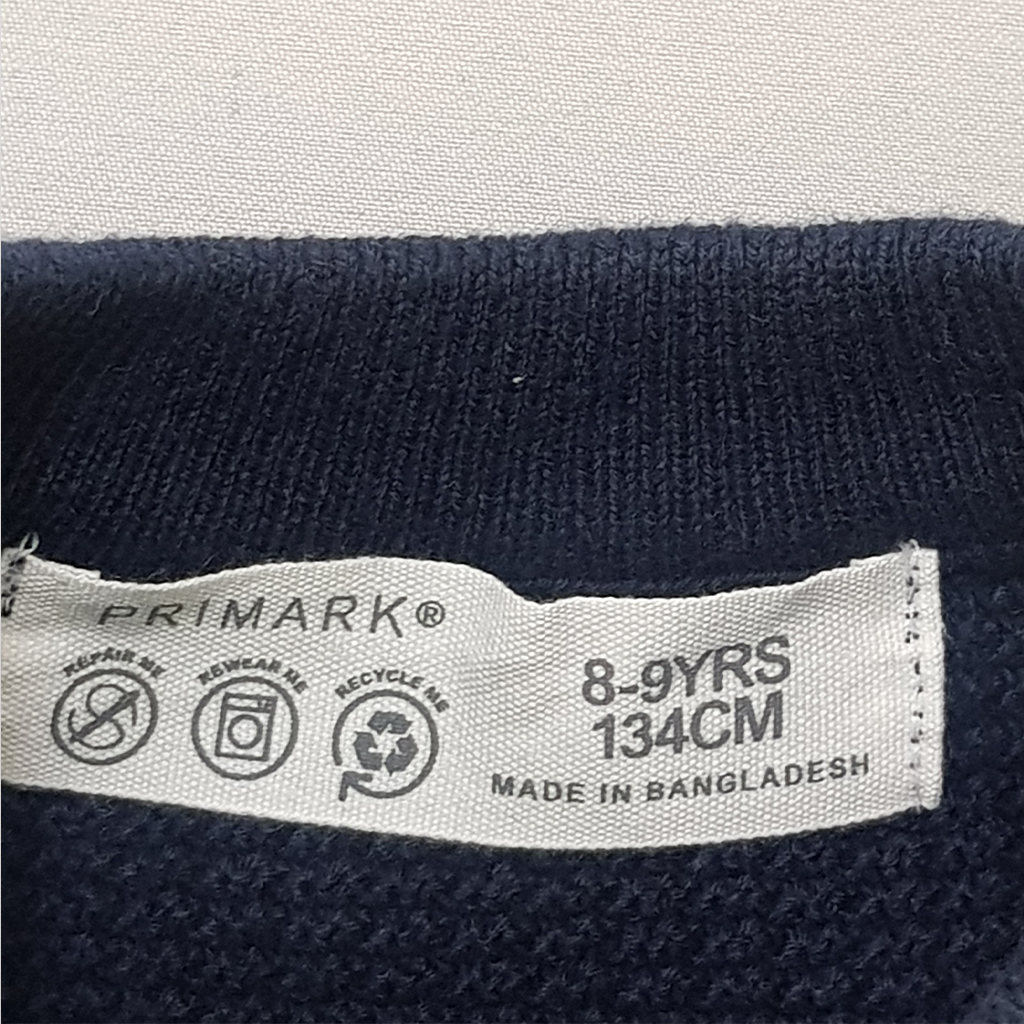 PRIMARK®
REPAIR ME
REWEAR ME
RECYCLE ME
8-9YRS
134CM
MADE IN BANGLADESH